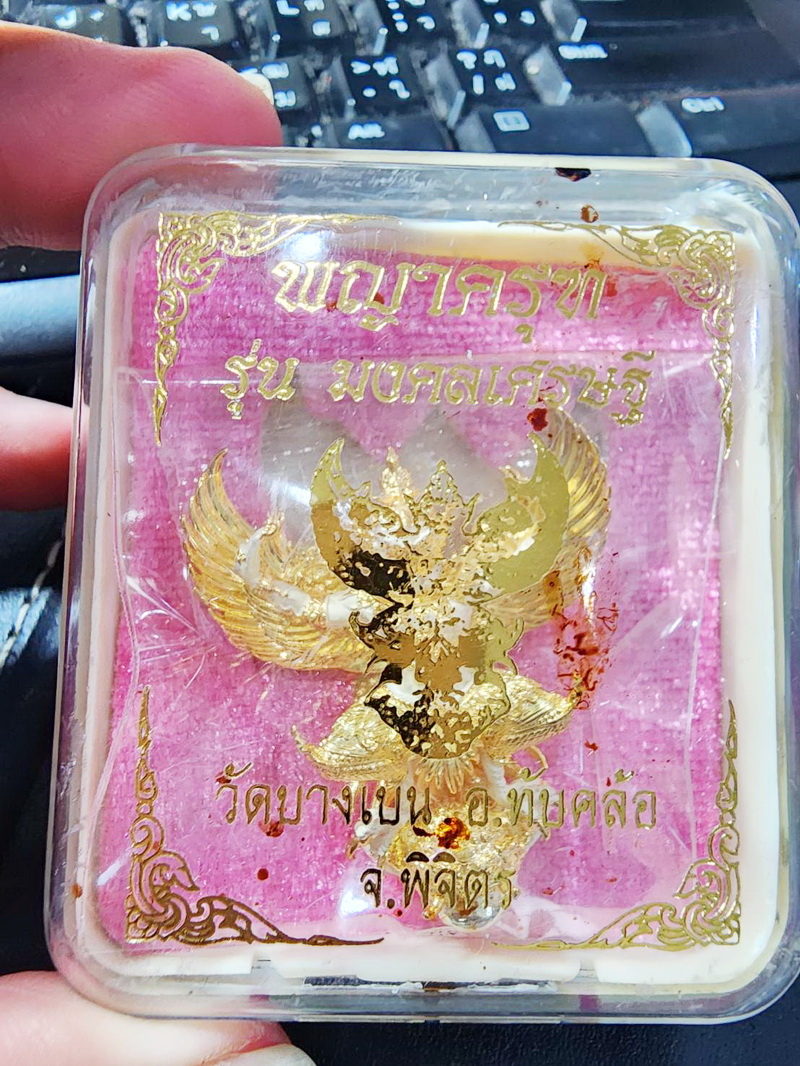 พญาครุฑ
รุ่น มงคลเศรษฐี
วัดบางเบน อ.ทับคล้อ
จ.พิจิตร